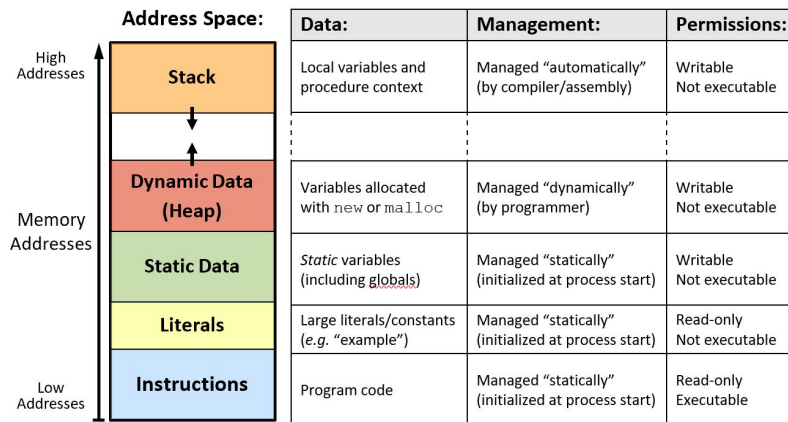 Address Space:
Data:
Management:
Permissions:
High
Addresses
Memory
Addresses
Low
Addresses
Stack
Local variables and
procedure context
Managed “automatically”
(by compiler/assembly)
Writable
Not executable
Dynamic Data
(Heap)
Variables allocated
with new or malloc
Managed “dynamically”
(by programmer)
Writable
Not executable
Static Data
Static variables
(including globals)
Managed “statically”
(initialized at process start)
Writable
Not executable
Literals
Large literals/constants
(e.g. “example”)
Managed “statically”
(initialized at process start)
Read-only
Not executable
Instructions
Program code
Managed “statically”
(initialized at process start)
Read-only
Executable